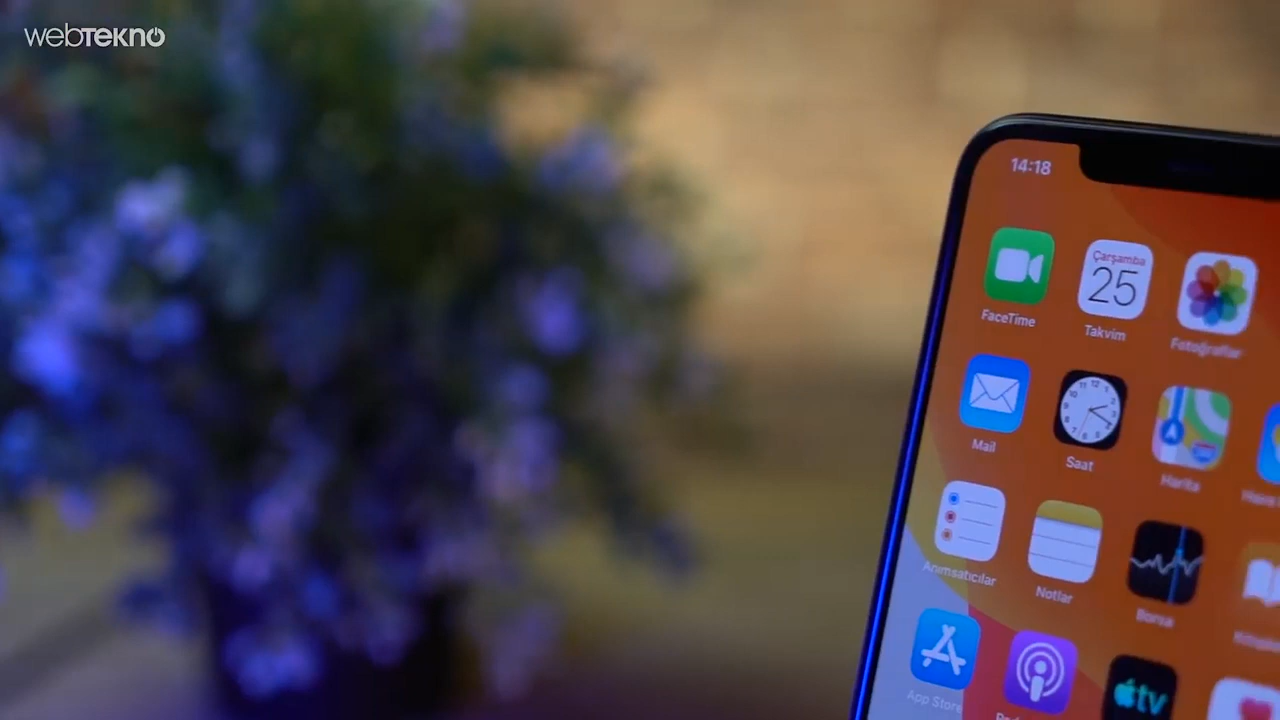 webtekno
14:18
Çarşamba
25
FaceTime
Takvim
Fotoğraflar
Mail
Saat
Harita
Anımsatıcılar
Notlar
Borsa
App Store
tv